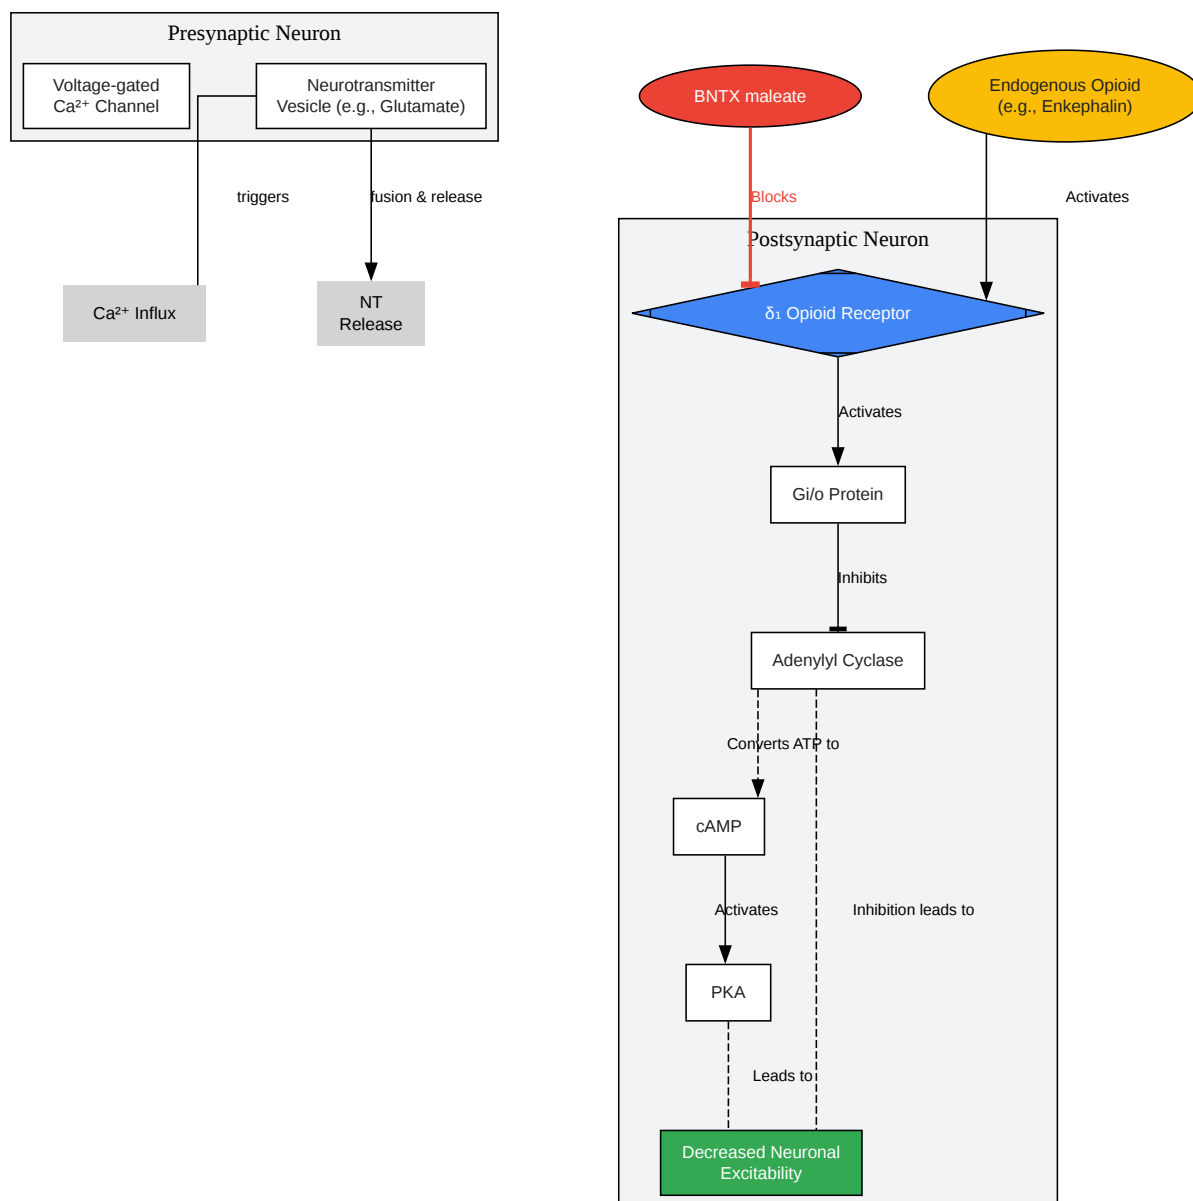 Presynaptic Neuron
Voltage-gated
Ca²⁺ Channel
Neurotransmitter
Vesicle (e.g., Glutamate)
BNTX maleate
Endogenous Opioid
(e.g., Enkephalin)
triggers
fusion & release
Blocks
Activates
Ca²⁺ Influx
NT
Release
Postsynaptic Neuron
δ₁ Opioid Receptor
Activates
Gi/o Protein
Inhibits
Adenylyl Cyclase
Converts ATP to
cAMP
Activates
Inhibition leads to
PKA
Leads to
Decreased Neuronal
Excitability